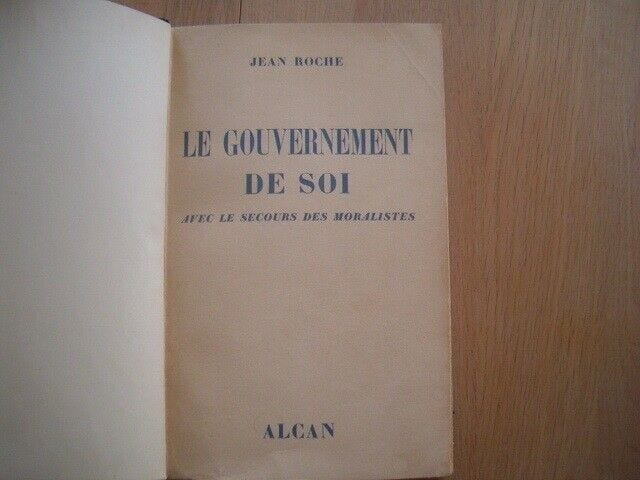 JEAN ROCHE
LE GOUVERNEMENT
DE SOI
AVEC LE SECOURS DES MORALISTES
ALCAN